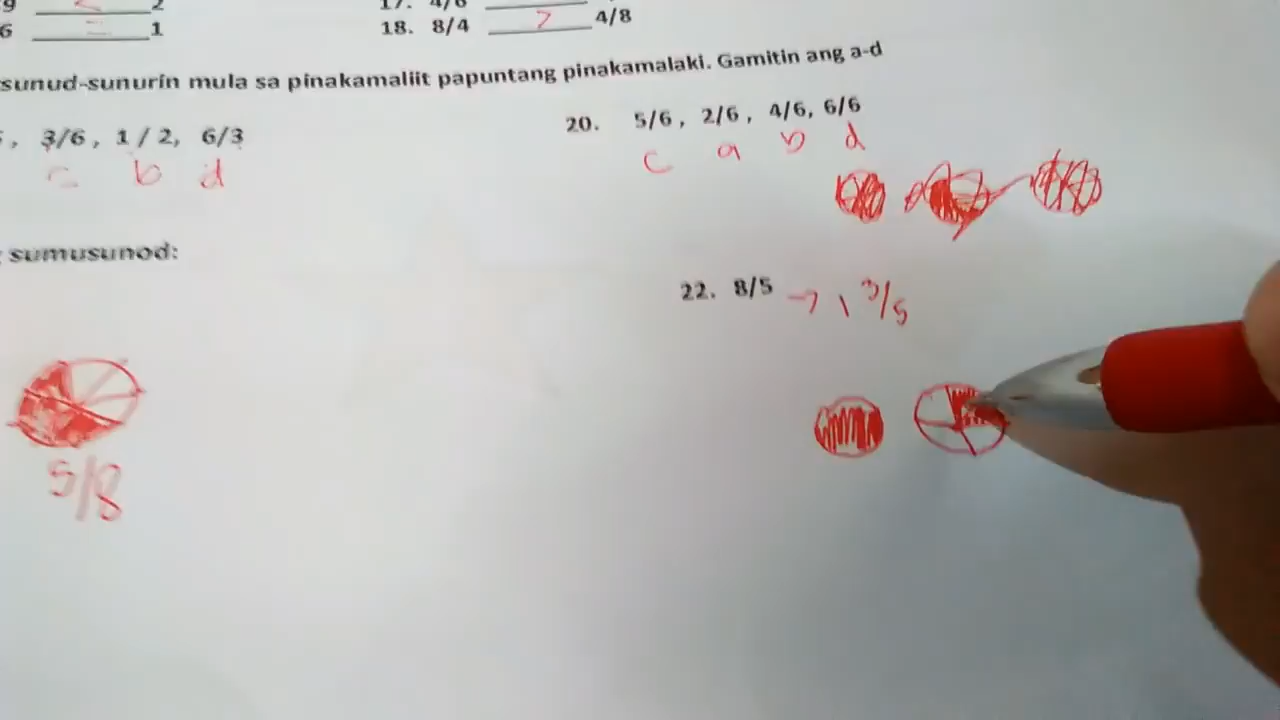 9 < 2
17. 4/6
6 = 1
18. 8/4 > 4/8
sunud-sunurin mula sa pinakamaliit papuntang pinakamalaki. Gamitin ang a-d
, 3/6, 1 / 2, 6/3
c b d
20. 5/6, 2/6, 4/6, 6/6
c a b d
sumusunod:
22. 8/5 → 1 3/5
5/8